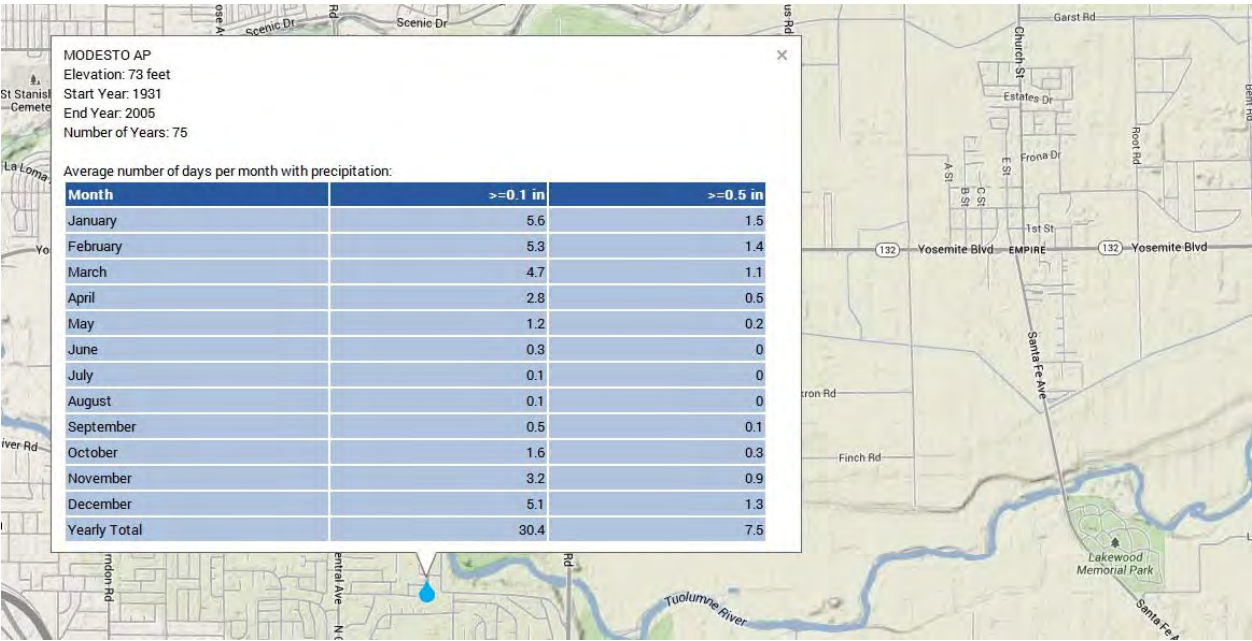 Scenic Dr
Scenic Dr
Rd
Garst Rd
MODESTO AP
×
Elevation: 73 feet
Start Year: 1931
End Year: 2005
Number of Years: 75
Average number of days per month with precipitation:
Month >=0.1 in >=0.5 in
January 5.6 1.5
February 5.3 1.4
March 4.7 1.1
April 2.8 0.5
May 1.2 0.2
June 0.3 0
July 0.1 0
August 0.1 0
September 0.5 0.1
October 1.6 0.3
November 3.2 0.9
December 5.1 1.3
Yearly Total 30.4 7.5
St Stanisl
Cemete
La Loma
Yo
iver Rd
Church St
Estates Dr
Root Rd
Frona Dr
E St
A St
B St
C St
1st St
132
Yosemite Blvd
EMPIRE
132
Yosemite Blvd
Santa Fe Ave
Finch Rd
Lakewood
Memorial Park
Tuolumne River
Rd